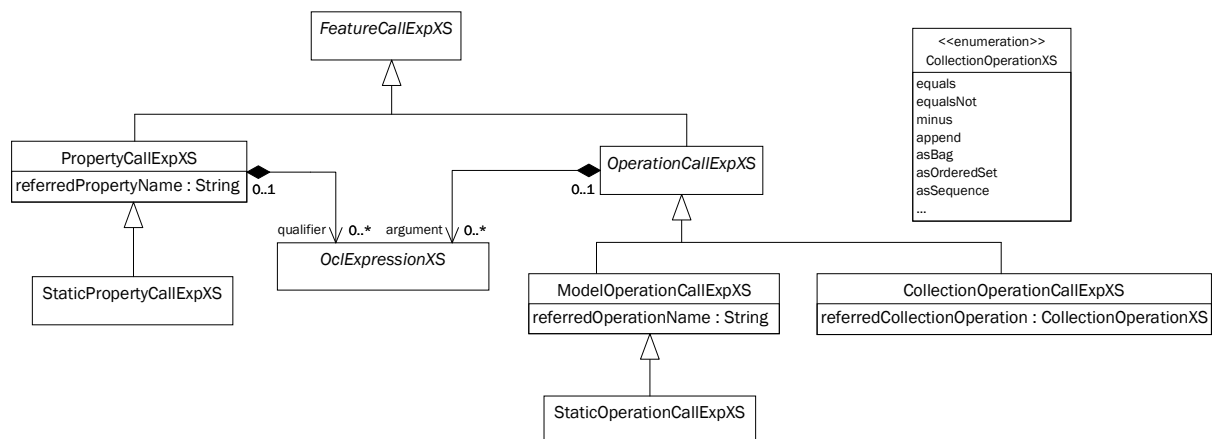 FeatureCallExpXS
<<enumeration>>
CollectionOperationXS
equals
equalsNot
minus
append
asBag
asOrderedSet
asSequence
...
PropertyCallExpXS
referredPropertyName : String
0..1
OperationCallExpXS
0..1
qualifier
0..*
argument
0..*
OclExpressionXS
StaticPropertyCallExpXS
ModelOperationCallExpXS
referredOperationName : String
CollectionOperationCallExpXS
referredCollectionOperation : CollectionOperationXS
StaticOperationCallExpXS